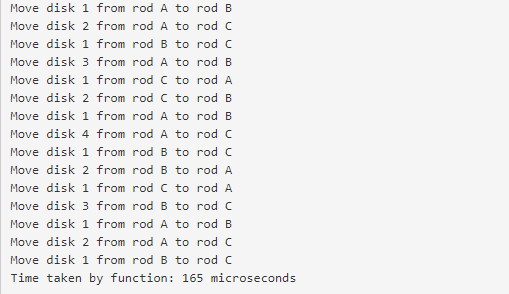 Move disk 1 from rod A to rod B
Move disk 2 from rod A to rod C
Move disk 1 from rod B to rod C
Move disk 3 from rod A to rod B
Move disk 1 from rod C to rod A
Move disk 2 from rod C to rod B
Move disk 1 from rod A to rod B
Move disk 4 from rod A to rod C
Move disk 1 from rod B to rod C
Move disk 2 from rod B to rod A
Move disk 1 from rod C to rod A
Move disk 3 from rod B to rod C
Move disk 1 from rod A to rod B
Move disk 2 from rod A to rod C
Move disk 1 from rod B to rod C
Time taken by function: 165 microseconds